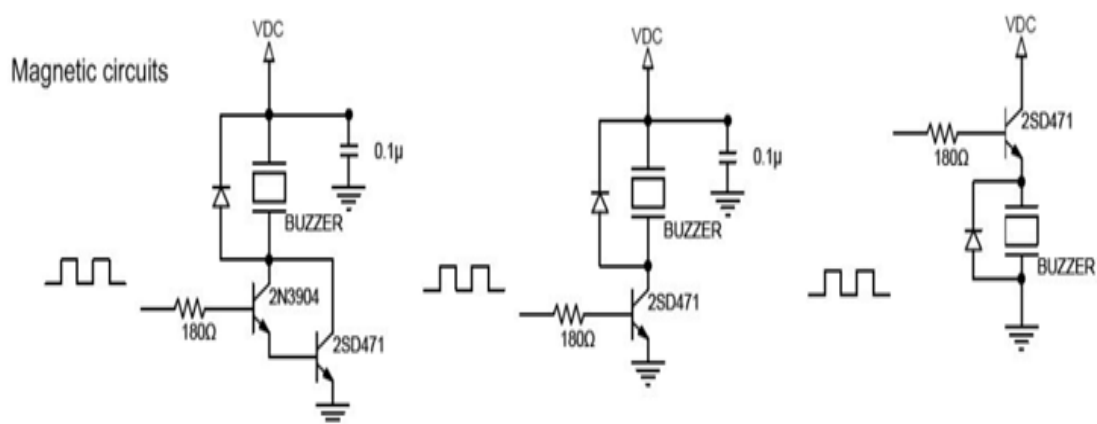 Magnetic circuits
VDC
0.1µ
BUZZER
2N3904
180Ω
2SD471
VDC
0.1µ
BUZZER
2SD471
180Ω
VDC
2SD471
180Ω
BUZZER